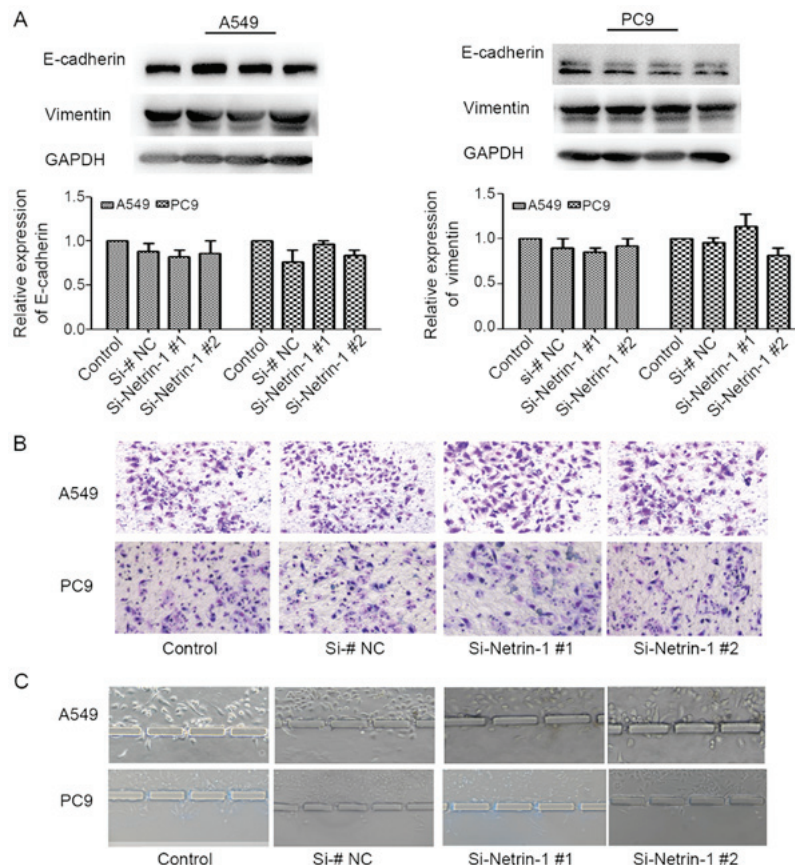 A
A549
E-cadherin
Vimentin
GAPDH
PC9
E-cadherin
Vimentin
GAPDH
Relative expression
of E-cadherin
1.5
1.0
0.5
0.0
A549 PC9
Control
Si-# NC
Si-Netrin-1 #1
Si-Netrin-1 #2
Control
Si-# NC
Si-Netrin-1 #1
Si-Netrin-1 #2
Relative expression
of vimentin
1.5
1.0
0.5
0.0
A549 PC9
Control
si-# NC
Si-Netrin-1 #1
Si-Netrin-1 #2
Control
Si-# NC
Si-Netrin-1 #1
Si-Netrin-1 #2
B
A549
PC9
Control Si-# NC Si-Netrin-1 #1 Si-Netrin-1 #2
C
A549
PC9
Control Si-# NC Si-Netrin-1 #1 Si-Netrin-1 #2